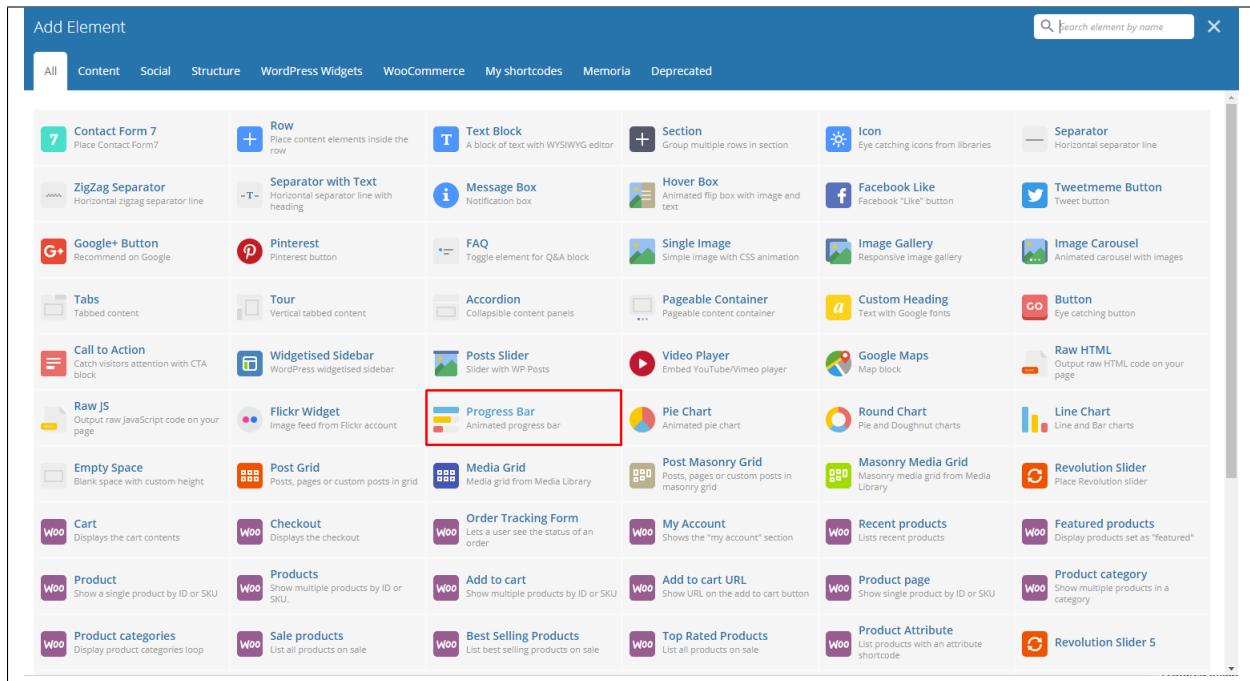 Add Element
Search element by name
All Content Social Structure WordPress Widgets WooCommerce My shortcodes Memoria Deprecated
7
Contact Form 7
Place Contact Form7
Row
Place content elements inside the
row
T
Text Block
A block of text with WYSIWYG editor
Section
Group multiple rows in section
Icon
Eye catching icons from libraries
Separator
Horizontal separator line
ZigZag Separator
Horizontal zigzag separator line
-T-
Separator with Text
Horizontal separator line with
heading
i
Message Box
Notification box
Hover Box
Animated flip box with image and
text
f
Facebook Like
Facebook "Like" button
Tweetmeme Button
Tweet button
G+
Google+ Button
Recommend on Google
Pinterest
Pinterest button
FAQ
Toggle element for Q&A block
Single Image
Simple image with CSS animation
Image Gallery
Responsive image gallery
Image Carousel
Animated carousel with images
Tabs
Tabbed content
Tour
Vertical tabbed content
Accordion
Collapsible content panels
Pageable Container
Pageable content container
a
Custom Heading
Text with Google fonts
GO
Button
Eye catching button
Call to Action
Catch visitors attention with CTA
block
Widgetised Sidebar
WordPress widgetised sidebar
Posts Slider
Slider with WP Posts
Video Player
Embed YouTube/Vimeo player
Google Maps
Map block
Raw HTML
Output raw HTML code on your
page
Raw JS
Output raw JavaScript code on your
page
Flickr Widget
Image feed from Flickr account
Progress Bar
Animated progress bar
Pie Chart
Animated pie chart
Round Chart
Pie and Doughnut charts
Line Chart
Line and Bar charts
Empty Space
Blank space with custom height
Post Grid
Posts, pages or custom posts in grid
Media Grid
Media grid from Media Library
Post Masonry Grid
Posts, pages or custom posts in
masonry grid
Masonry Media Grid
Masonry media grid from Media
Library
Revolution Slider
Place Revolution slider
Woo
Cart
Displays the cart contents
Woo
Checkout
Displays the checkout
Woo
Order Tracking Form
Lets a user see the status of an
order
Woo
My Account
Shows the "my account" section
Woo
Recent products
Lists recent products
Woo
Featured products
Display products set as "featured"
Woo
Product
Show a single product by ID or SKU
Woo
Products
Show multiple products by ID or
SKU.
Woo
Add to cart
Show multiple products by ID or SKU
Woo
Add to cart URL
Show URL on the add to cart button
Woo
Product page
Show single product by ID or SKU
Woo
Product category
Show multiple products in a
category
Woo
Product categories
Display product categories loop
Woo
Sale products
List all products on sale
Woo
Best Selling Products
List best selling products on sale
Woo
Top Rated Products
List all products on sale
Woo
Product Attribute
List products with an attribute
shortcode
Revolution Slider 5